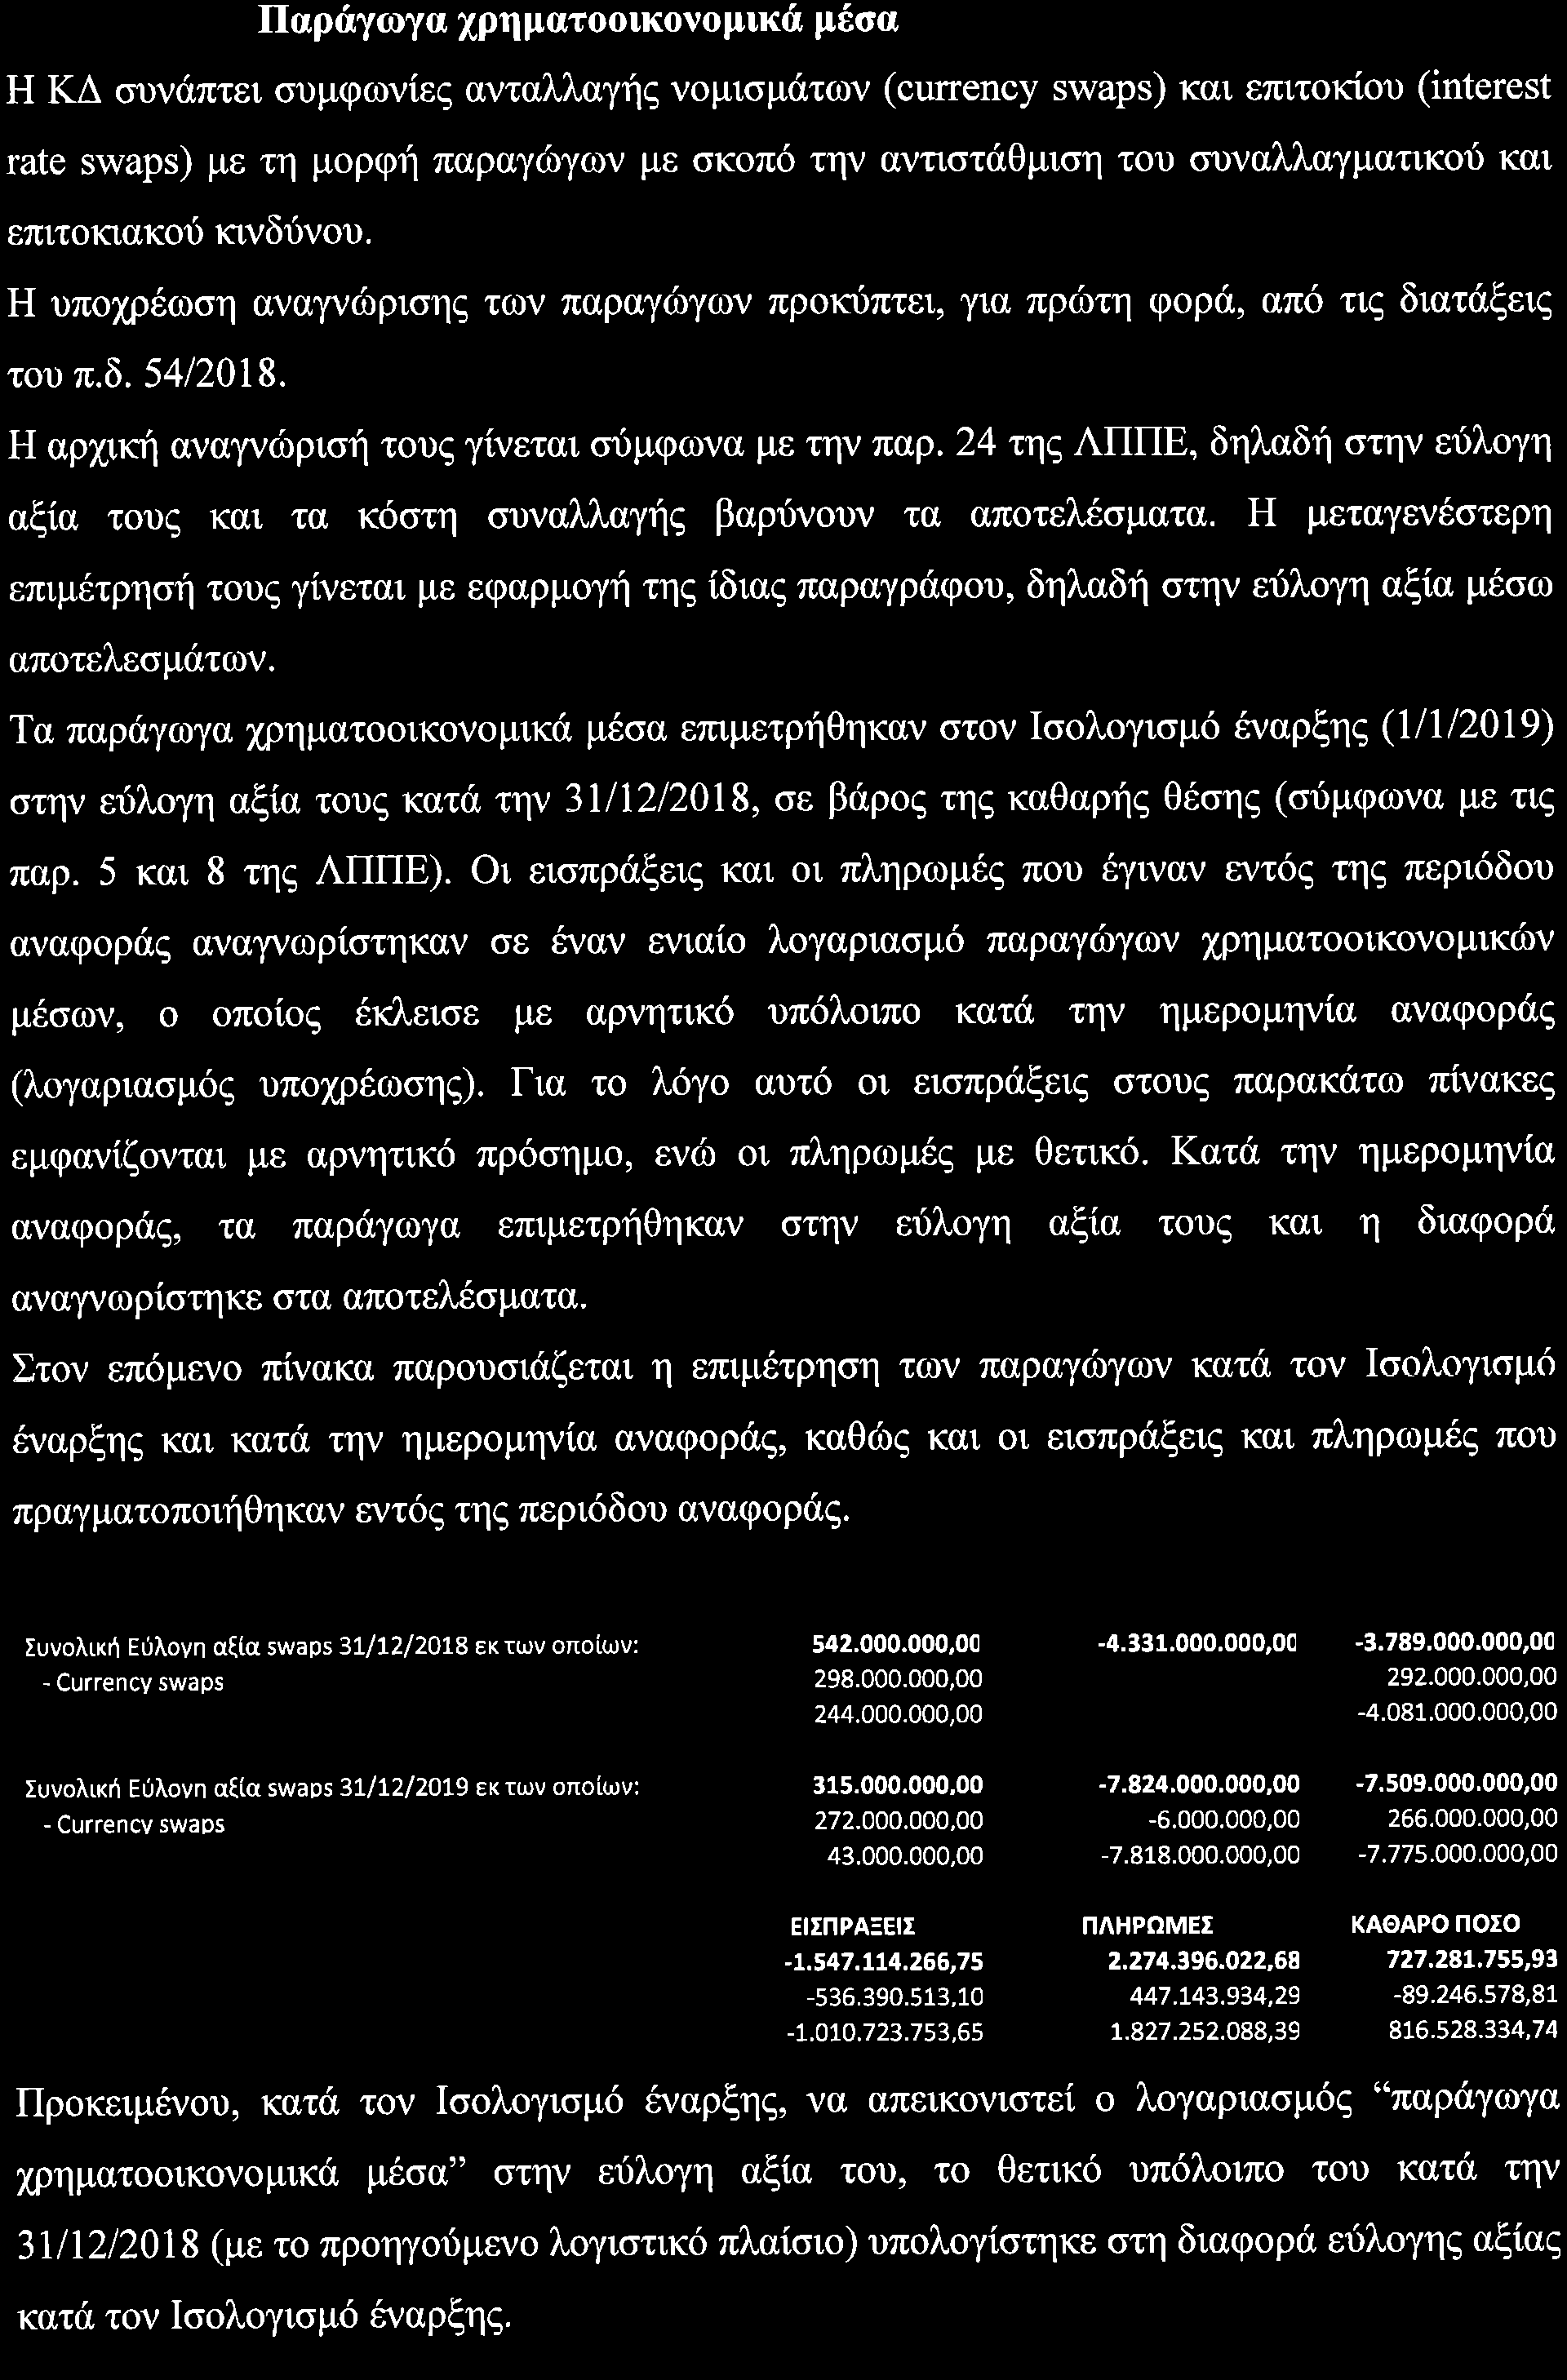 Παράγωγα χρηματοοικονομικά μέσα
Η ΚΔ συνάπτει συμφωνίες ανταλλαγής νομισμάτων (currency swaps) και επιτοκίου (interest
rate swaps) με τη μορφή παραγώγων με σκοπό την αντιστάθμιση του συναλλαγματικού και
επιτοκιακού κινδύνου.
Η υποχρέωση αναγνώρισης των παραγώγων προκύπτει, για πρώτη φορά, από τις διατάξεις
του π.δ. 54/2018.
Η αρχική αναγνώρισή τους γίνεται σύμφωνα με την παρ. 24 της ΛΠΠΕ, δηλαδή στην εύλογη
αξία τους και τα κόστη συναλλαγής βαρύνουν τα αποτελέσματα. Η μεταγενέστερη
επιμέτρησή τους γίνεται με εφαρμογή της ίδιας παραγράφου, δηλαδή στην εύλογη αξία μέσω
αποτελεσμάτων.
Τα παράγωγα χρηματοοικονομικά μέσα επιμετρήθηκαν στον Ισολογισμό έναρξης (1/1/2019)
στην εύλογη αξία τους κατά την 31/12/2018, σε βάρος της καθαρής θέσης (σύμφωνα με τις
παρ. 5 και 8 της ΛΠΠΕ). Οι εισπράξεις και οι πληρωμές που έγιναν εντός της περιόδου
αναφοράς αναγνωρίστηκαν σε έναν ενιαίο λογαριασμό παραγώγων χρηματοοικονομικών
μέσων, ο οποίος έκλεισε με αρνητικό υπόλοιπο κατά την ημερομηνία αναφοράς
(λογαριασμός υποχρέωσης). Για το λόγο αυτό οι εισπράξεις στους παρακάτω πίνακες
εμφανίζονται με αρνητικό πρόσημο, ενώ οι πληρωμές με θετικό. Κατά την ημερομηνία
αναφοράς, τα παράγωγα επιμετρήθηκαν στην εύλογη αξία τους και η διαφορά
αναγνωρίστηκε στα αποτελέσματα.
Στον επόμενο πίνακα παρουσιάζεται η επιμέτρηση των παραγώγων κατά τον Ισολογισμό
έναρξης και κατά την ημερομηνία αναφοράς, καθώς και οι εισπράξεις και πληρωμές που
πραγματοποιήθηκαν εντός της περιόδου αναφοράς.
Συνολική Εύλογη αξία swaps 31/12/2018 εκ των οποίων: 542.000.000,00 -4.331.000.000,00 -3.789.000.000,00
- Currency swaps 298.000.000,00 292.000.000,00
244.000.000,00 -4.081.000.000,00
Συνολική Εύλογη αξία swaps 31/12/2019 εκ των οποίων: 315.000.000,00 -7.824.000.000,00 -7.509.000.000,00
- Currency swaps 272.000.000,00 -6.000.000,00 266.000.000,00
43.000.000,00 -7.818.000.000,00 -7.775.000.000,00
ΕΙΣΠΡΑΞΕΙΣ ΠΛΗΡΩΜΕΣ ΚΑΘΑΡΟ ΠΟΣΟ
-1.547.114.266,75 2.274.396.022,68 727.281.755,93
-536.390.513,10 447.143.934,29 -89.246.578,81
-1.010.723.753,65 1.827.252.088,39 816.528.334,74
Προκειμένου, κατά τον Ισολογισμό έναρξης, να απεικονιστεί ο λογαριασμός “παράγωγα
χρηματοοικονομικά μέσα” στην εύλογη αξία του, το θετικό υπόλοιπο του κατά την
31/12/2018 (με το προηγούμενο λογιστικό πλαίσιο) υπολογίστηκε στη διαφορά εύλογης αξίας
κατά τον Ισολογισμό έναρξης.